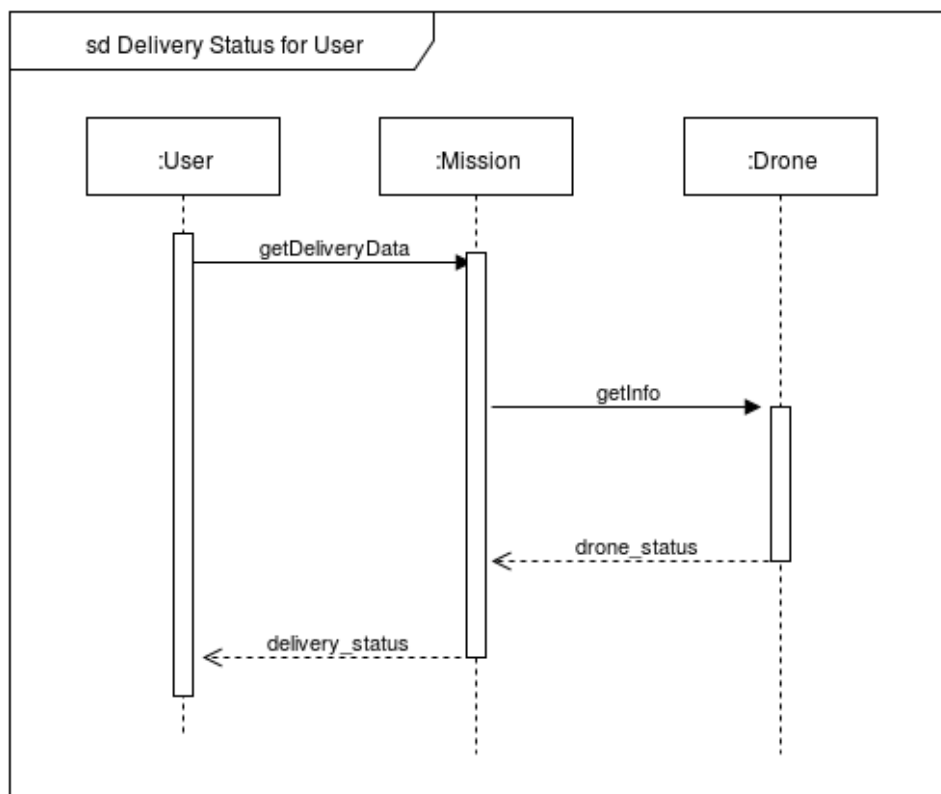 sd Delivery Status for User
:User
:Mission
:Drone
getDeliveryData
getInfo
drone_status
delivery_status